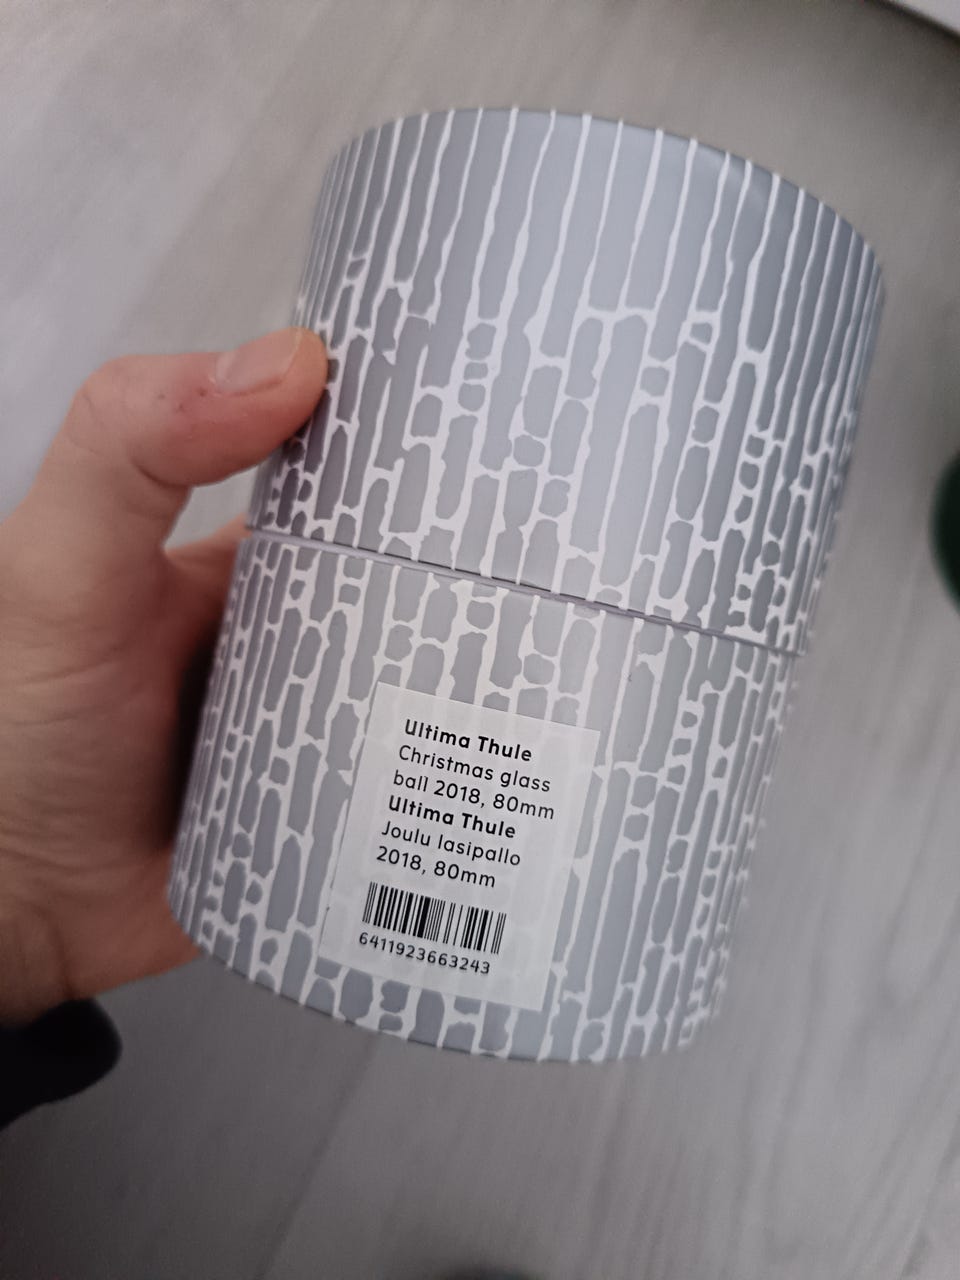 Ultima Thule
Christmas glass
ball 2018, 80mm
Ultima Thule
Joulu lasipallo
2018, 80mm
6411923663243